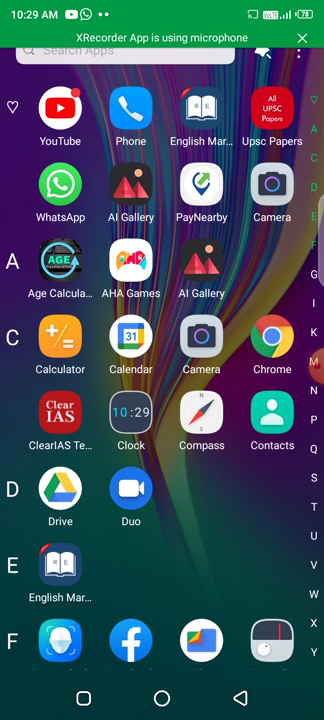 10:29 AM
78
XRecorder App is using microphone
Search Apps
All UPSC Papers
YouTube Phone English Mar... Upsc Papers
WhatsApp AI Gallery PayNearby Camera
A
AGE
AHA
Age Calcula... AHA Games AI Gallery
C
31
Calculator Calendar Camera Chrome
Clear IAS
10:29
N
ClearIAS Te... Clock Compass Contacts
D
Drive Duo
E
English Mar...
F
A
C
D
E
F
G
I
K
M
N
P
Q
S
T
U
V
W
X
Y